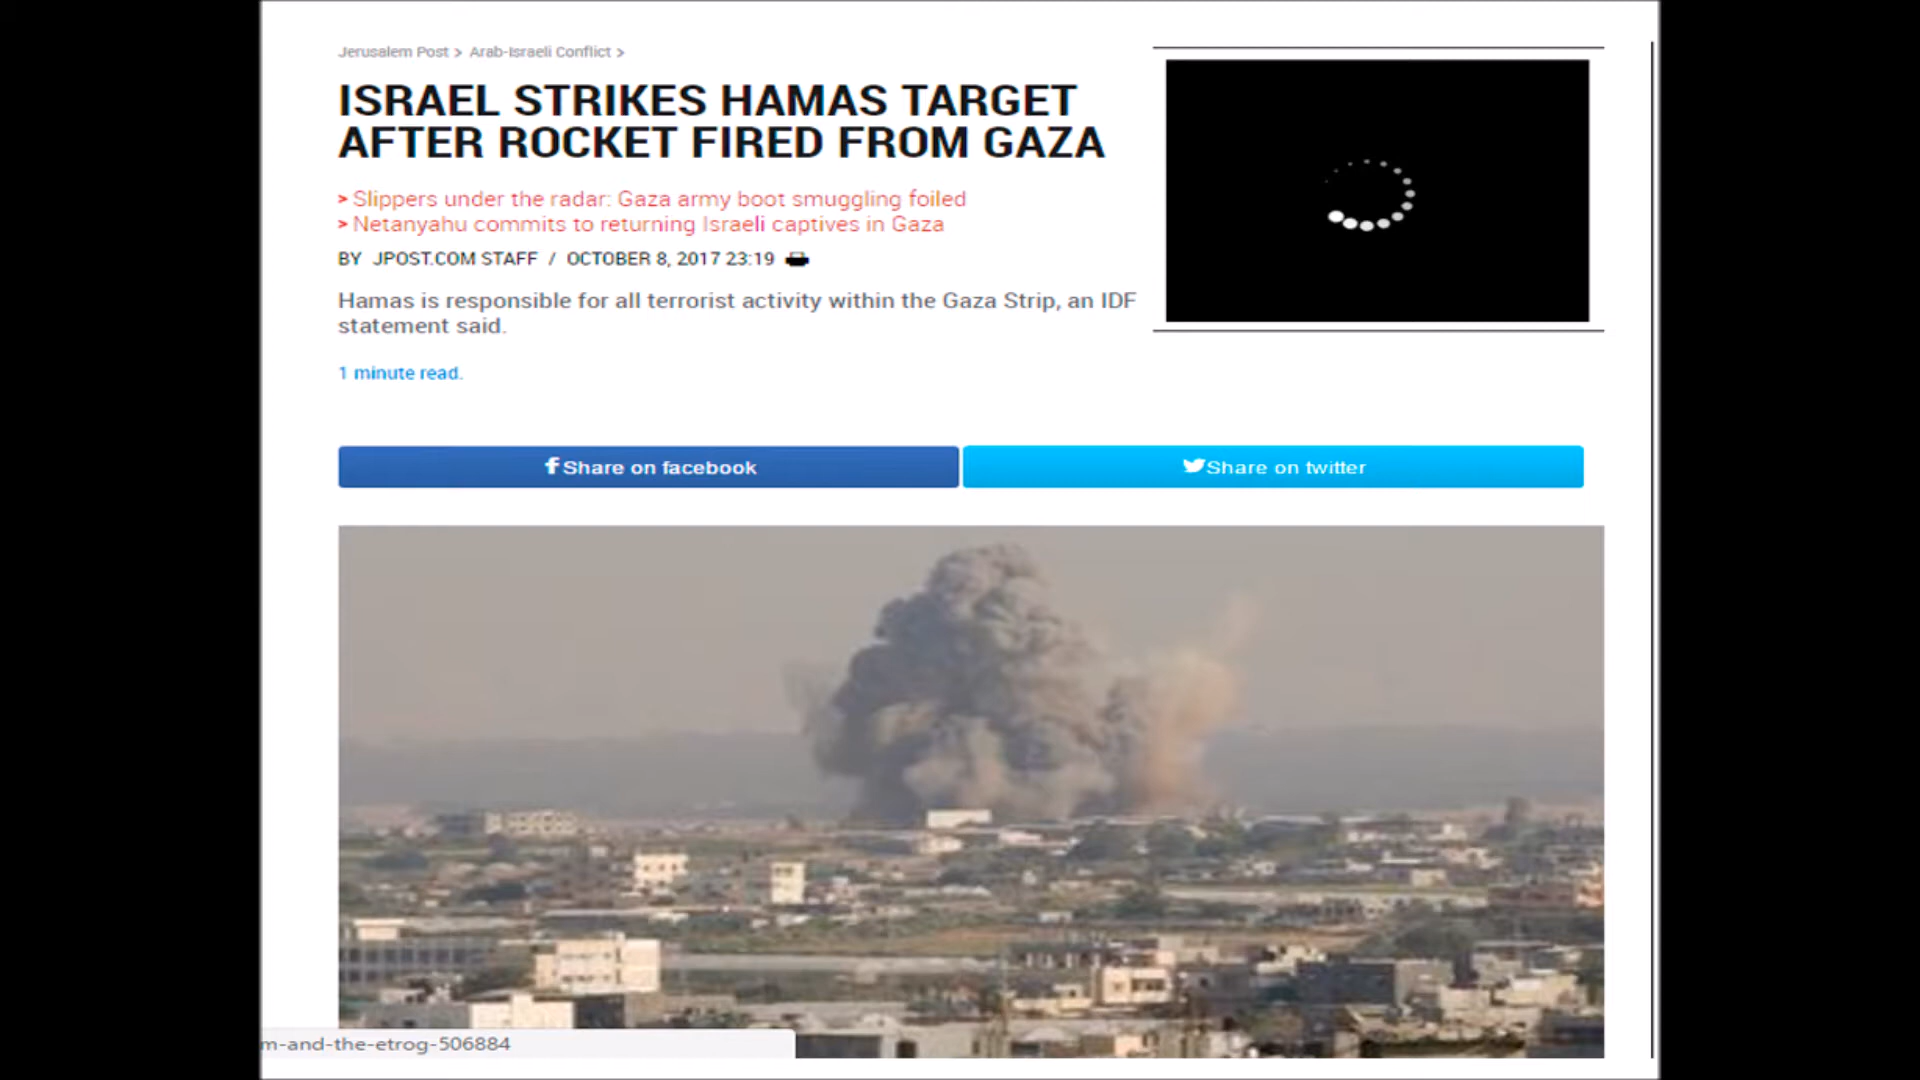 Jerusalem Post > Arab-Israeli Conflict >
ISRAEL STRIKES HAMAS TARGET
AFTER ROCKET FIRED FROM GAZA
> Slippers under the radar: Gaza army boot smuggling foiled
> Netanyahu commits to returning Israeli captives in Gaza
BY JPOST.COM STAFF / OCTOBER 8, 2017 23:19
Hamas is responsible for all terrorist activity within the Gaza Strip, an IDF
statement said.
1 minute read.
Share on facebook
Share on twitter
m-and-the-etrog-506884